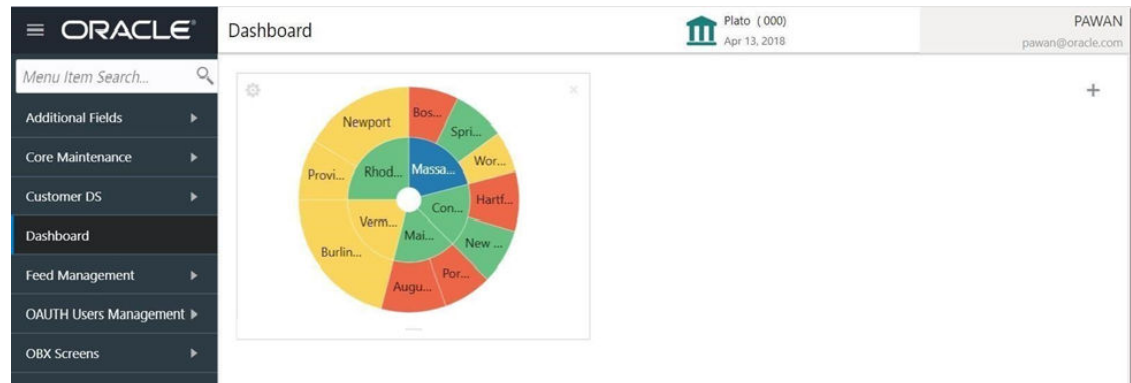 ORACLE
Menu Item Search...
Additional Fields
Core Maintenance
Customer DS
Dashboard
Feed Management
OAUTH Users Management
OBX Screens
Dashboard
Plato ( 000)
Apr 13, 2018
PAWAN
pawan@oracle.com
Newport
Bos...
Spri...
Wor...
Hartf...
New ...
Por...
Augu...
Burlin...
Provi...
Rhod...
Massa...
Con...
Mai...
Verm...